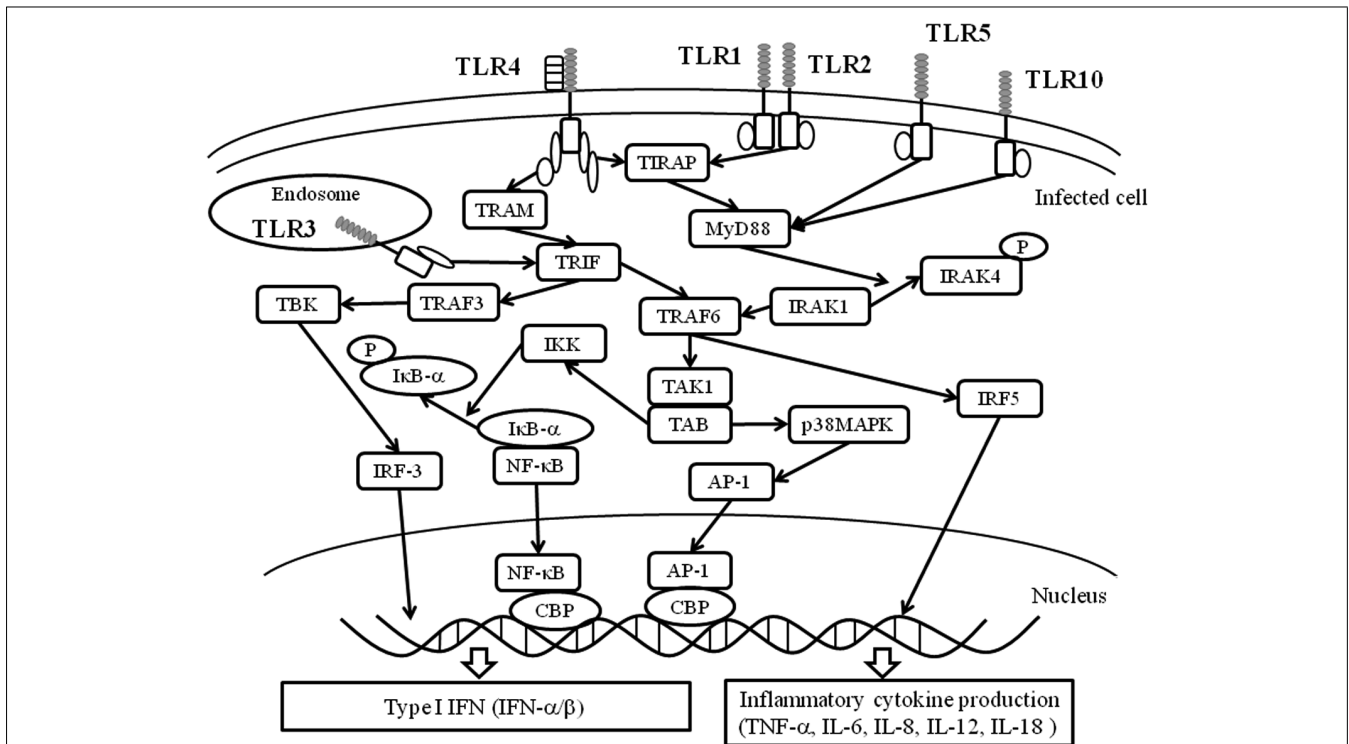 TLR5
TLR4
TLR1
TLR2
TLR10
TIRAP
Endosome
Infected cell
TLR3
TRAM
MyD88
P
TRIF
IRAK4
TBK
TRAF3
TRAF6
IRAK1
P
IKK
IκB-α
TAK1
IRF5
IκB-α
TAB
p38MAPK
IRF-3
NF-κB
AP-1
NF-κB
AP-1
CBP
CBP
Nucleus
Type I IFN (IFN-α/β)
Inflammatory cytokine production
(TNF-α, IL-6, IL-8, IL-12, IL-18 )